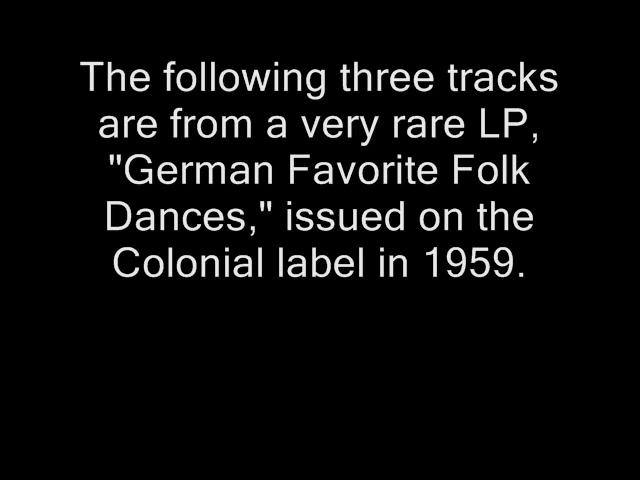 The following three tracks
are from a very rare LP,
"German Favorite Folk
Dances," issued on the
Colonial label in 1959.